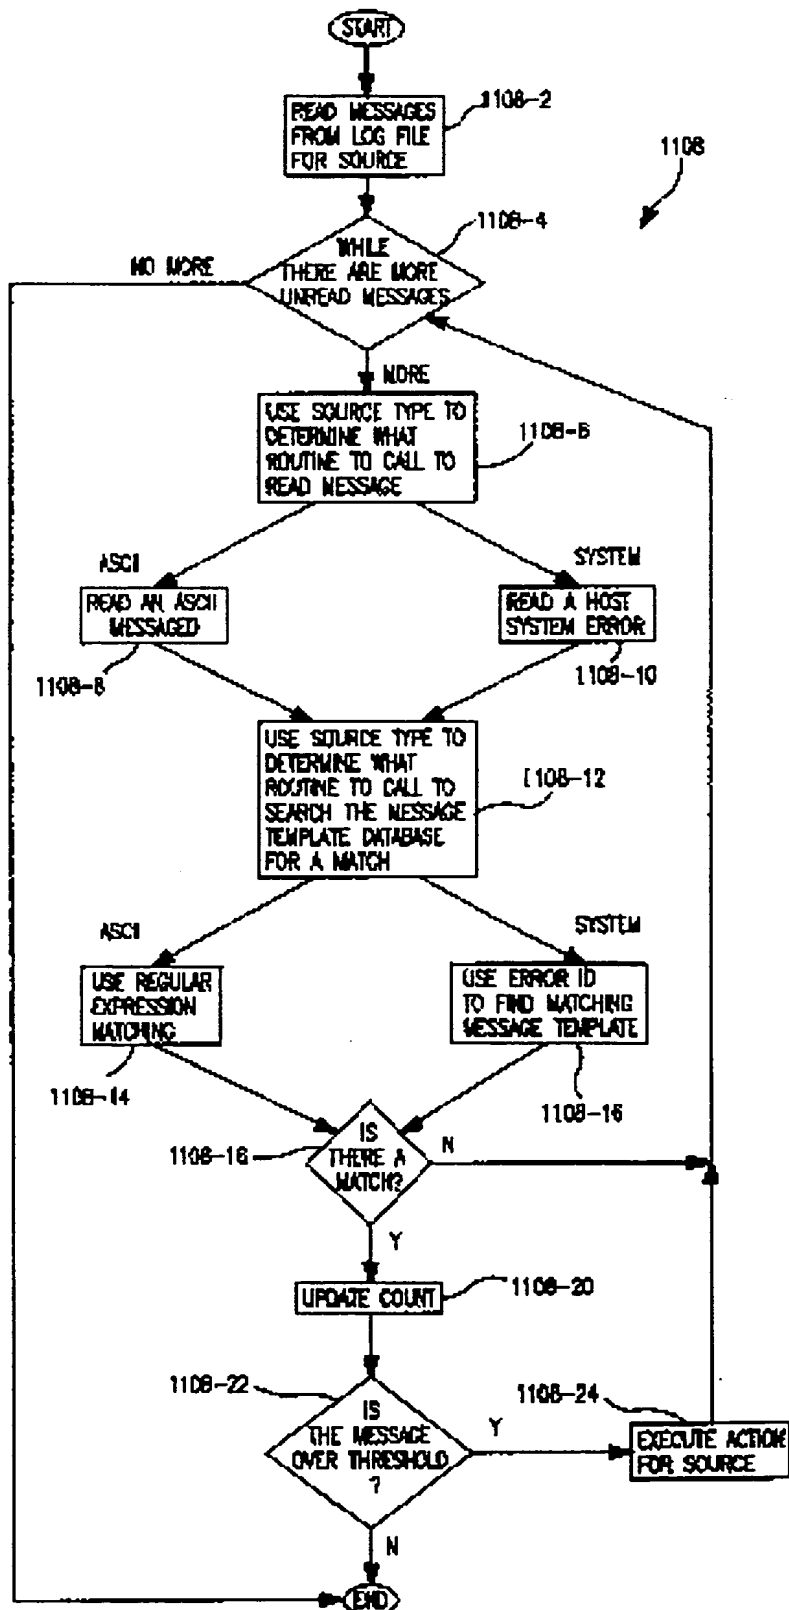 START
READ MESSAGES
FROM LOG FILE
FOR SOURCE
1108-2
1108
WHILE
THERE ARE MORE
UNREAD MESSAGES
1108-4
NO MORE
MORE
USE SOURCE TYPE TO
DETERMINE WHAT
ROUTINE TO CALL TO
READ MESSAGE
1108-6
ASCII
SYSTEM
READ AN ASCII
MESSAGED
READ A HOST
SYSTEM ERROR
1108-8
1108-10
USE SOURCE TYPE TO
DETERMINE WHAT
ROUTINE TO CALL TO
SEARCH THE MESSAGE
TEMPLATE DATABASE
FOR A MATCH
1108-12
ASCII
SYSTEM
USE REGULAR
EXPRESSION
MATCHING
USE ERROR ID
TO FIND MATCHING
MESSAGE TEMPLATE
1108-14
1108-16
1108-18
IS
THERE A
MATCH?
N
Y
UPDATE COUNT
1108-20
1108-22
IS
THE MESSAGE
OVER THRESHOLD
?
Y
1108-24
EXECUTE ACTION
FOR SOURCE
N
END